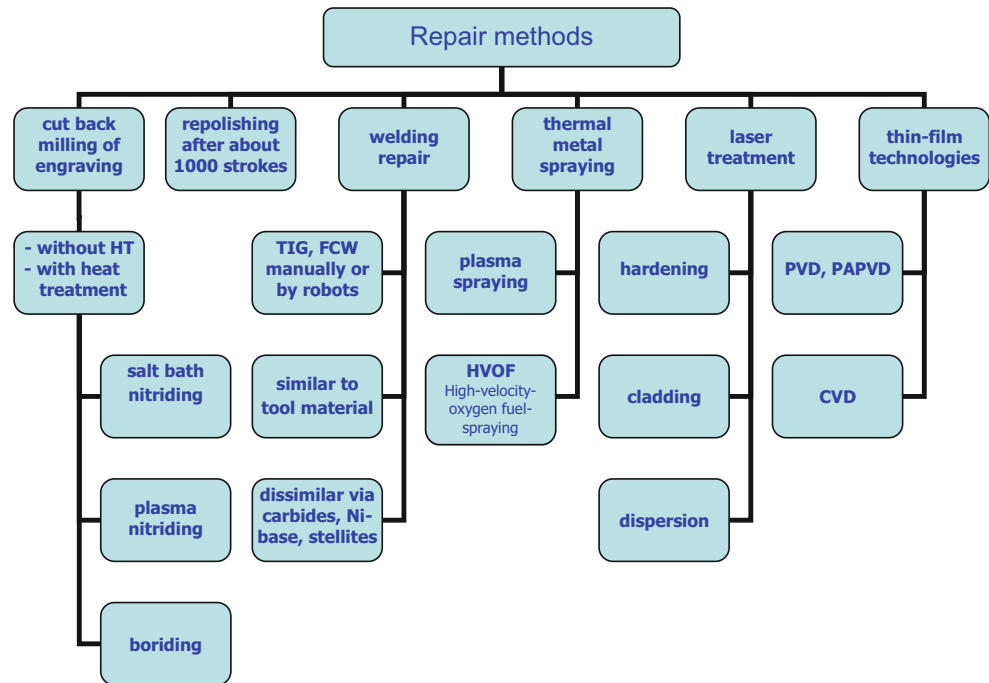 Repair methods
cut back
milling of
engraving
repolishing
after about
1000 strokes
welding
repair
thermal
metal
spraying
laser
treatment
thin-film
technologies
- without HT
- with heat
treatment
TIG, FCW
manually or
by robots
plasma
spraying
hardening
PVD, PAPVD
salt bath
nitriding
similar to
tool material
HVOF
High-velocity-
oxygen fuel-
spraying
cladding
CVD
plasma
nitriding
dissimilar via
carbides, Ni-
base, stellites
dispersion
boriding